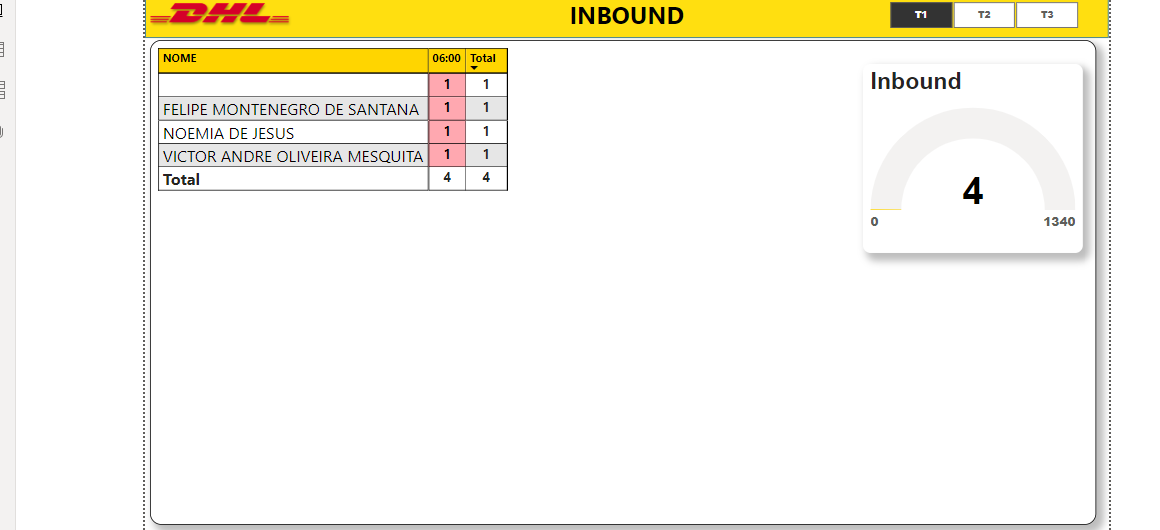 DHL
INBOUND
T1 T2 T3
NOME 06:00 Total
1 1
FELIPE MONTENEGRO DE SANTANA 1 1
NOEMIA DE JESUS 1 1
VICTOR ANDRE OLIVEIRA MESQUITA 1 1
Total 4 4
Inbound
4
0 1340